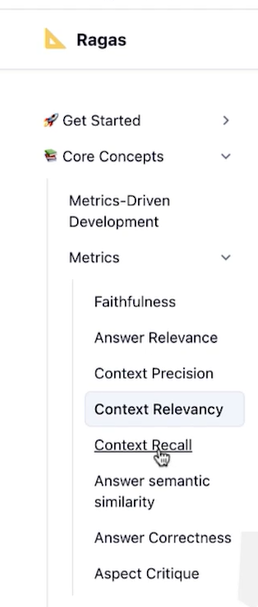 Ragas
🚀 Get Started
📚 Core Concepts
Metrics-Driven
Development
Metrics
Faithfulness
Answer Relevance
Context Precision
Context Relevancy
Context Recall
Answer semantic
similarity
Answer Correctness
Aspect Critique